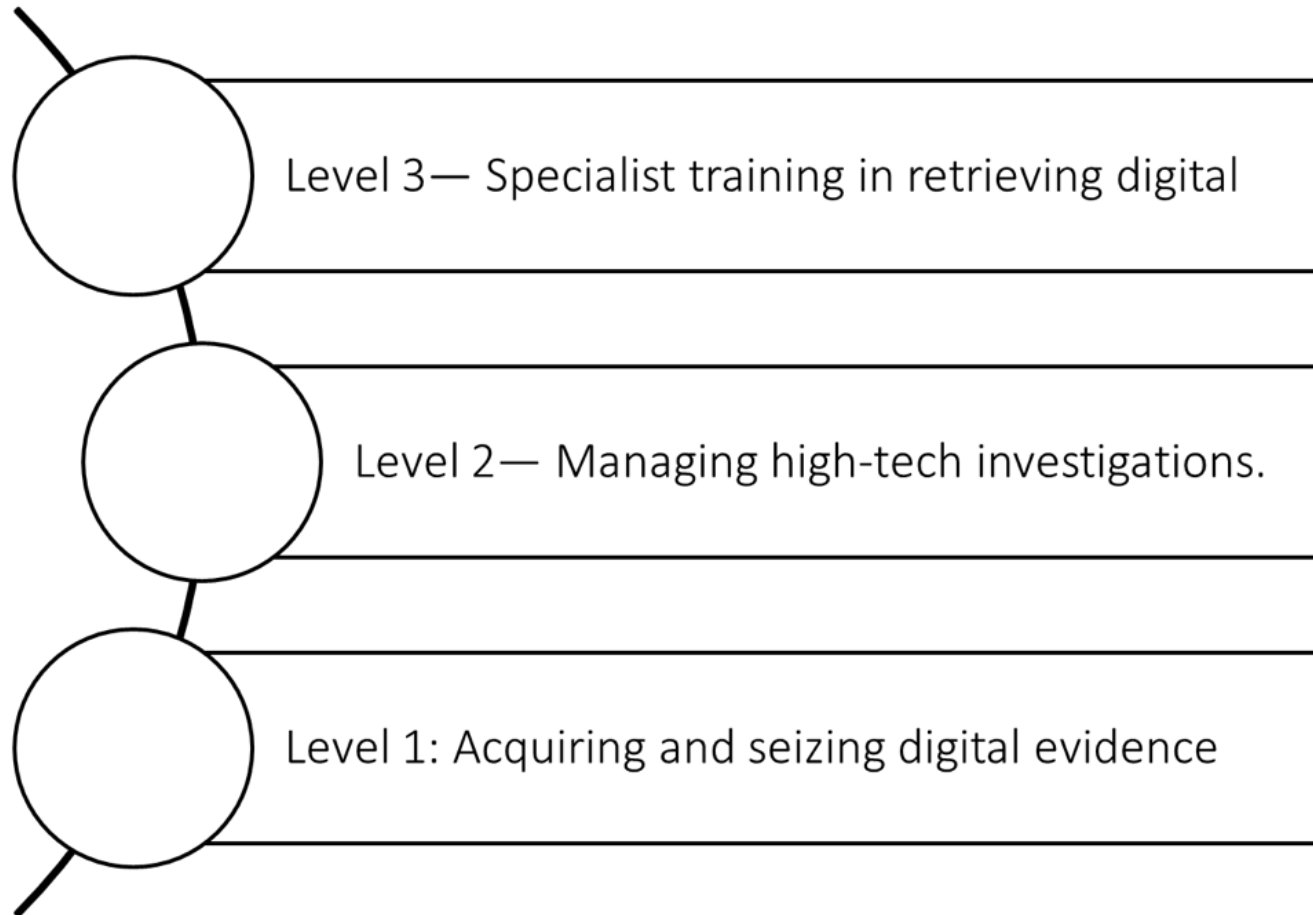 Level 3— Specialist training in retrieving digital
Level 2— Managing high-tech investigations.
Level 1: Acquiring and seizing digital evidence